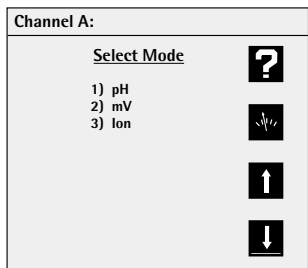 Channel A:
Select Mode
1) pH
2) mV
3) Ion
?